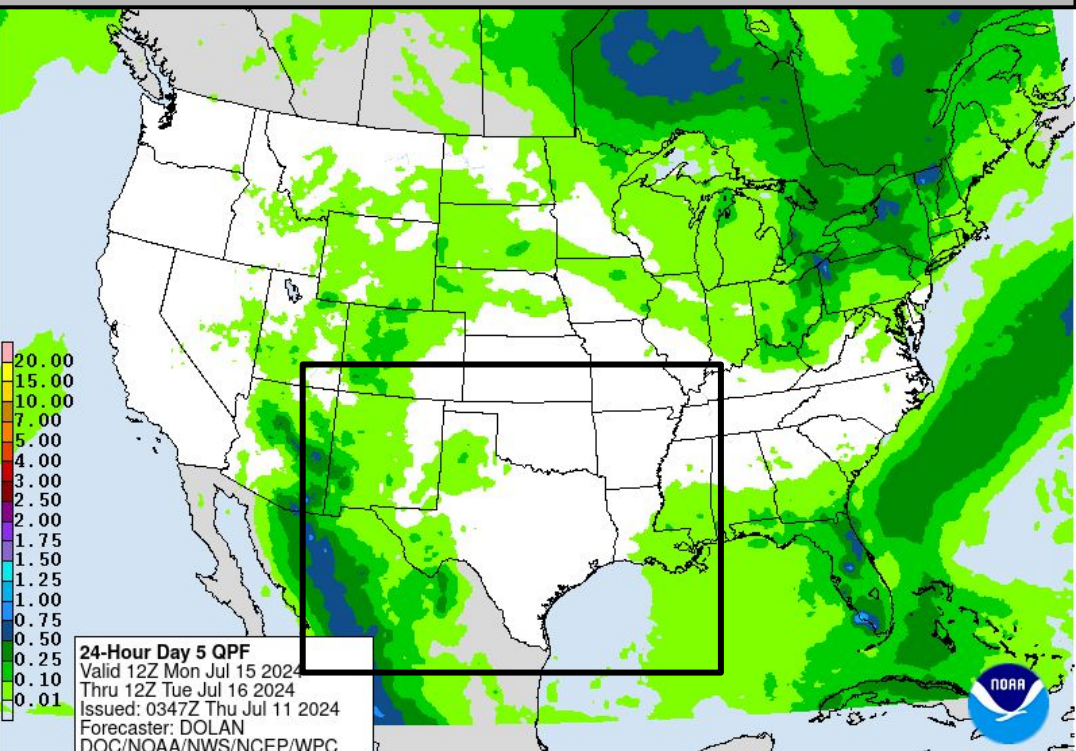 20.00
15.00
10.00
7.00
5.00
4.00
3.00
2.50
2.00
1.75
1.50
1.25
1.00
0.75
0.50
0.25
0.10
0.01
24-Hour Day 5 QPF
Valid 12Z Mon Jul 15 2024
Thru 12Z Tue Jul 16 2024
Issued: 0347Z Thu Jul 11 2024
Forecaster: DOLAN
DOC/NOAA/NWS/NCEP/WPC
NOAA